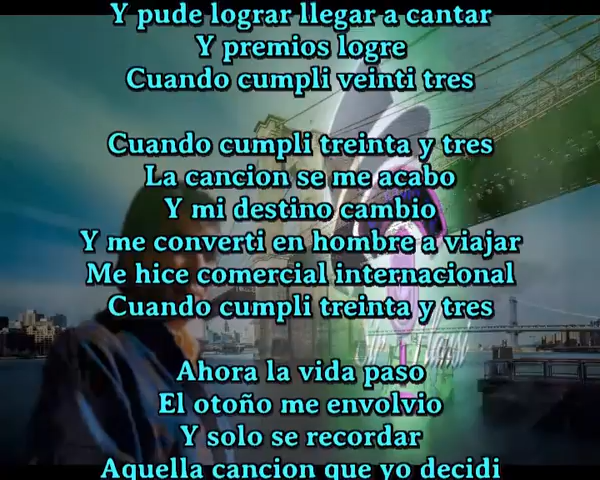 Y pude lograr llegar a cantar
Y premios logre
Cuando cumpli veinti tres
Cuando cumpli treinta y tres
La cancion se me acabo
Y mi destino cambio
Y me converti en hombre a viajar
Me hice comercial internacional
Cuando cumpli treinta y tres
Ahora la vida paso
El otoño me envolvio
Y solo se recordar
Aquella cancion que yo decidi